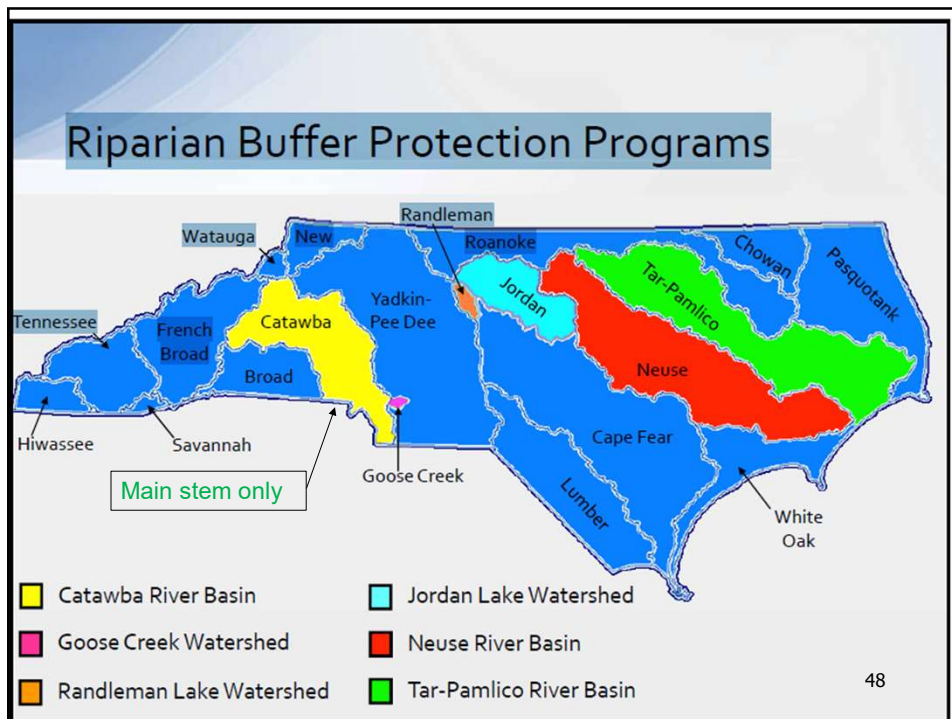 Riparian Buffer Protection Programs
Randleman
Watauga
New
Roanoke
Chowan
Pasquotank
Tar-Pamlico
Jordan
Yadkin-
Pee Dee
Tennessee
French
Broad
Catawba
Broad
Neuse
Hiwassee
Savannah
Cape Fear
Goose Creek
Main stem only
Lumber
White
Oak
Catawba River Basin
Jordan Lake Watershed
Goose Creek Watershed
Neuse River Basin
Randleman Lake Watershed
Tar-Pamlico River Basin
48